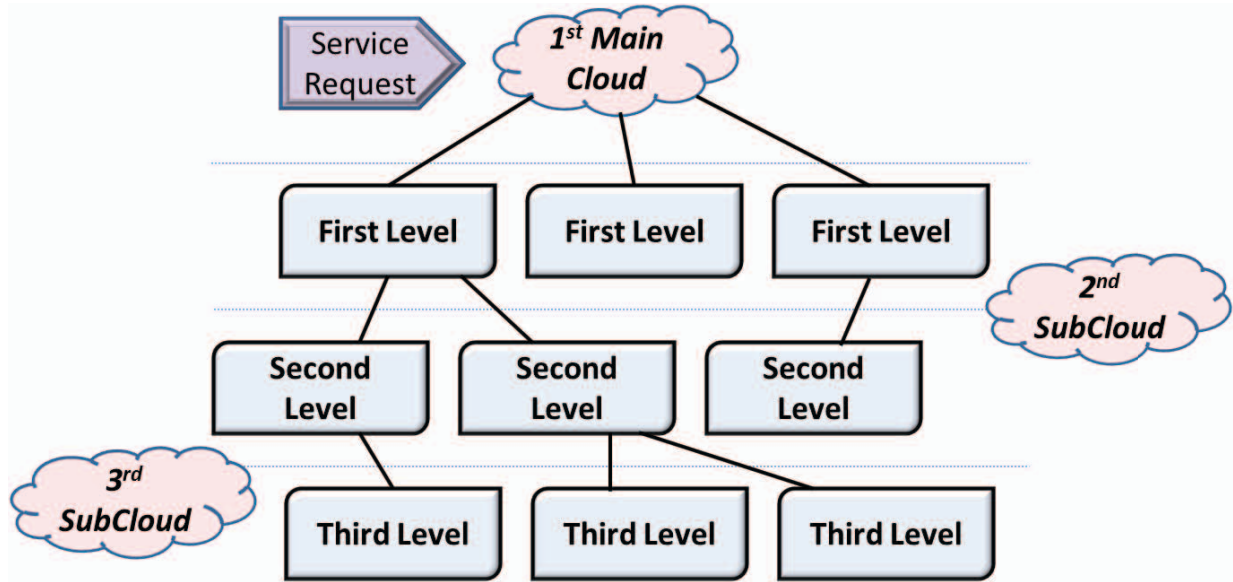 Service
Request
1st Main
Cloud
First Level
First Level
First Level
2nd
SubCloud
Second
Level
Second
Level
Second
Level
3rd
SubCloud
Third Level
Third Level
Third Level